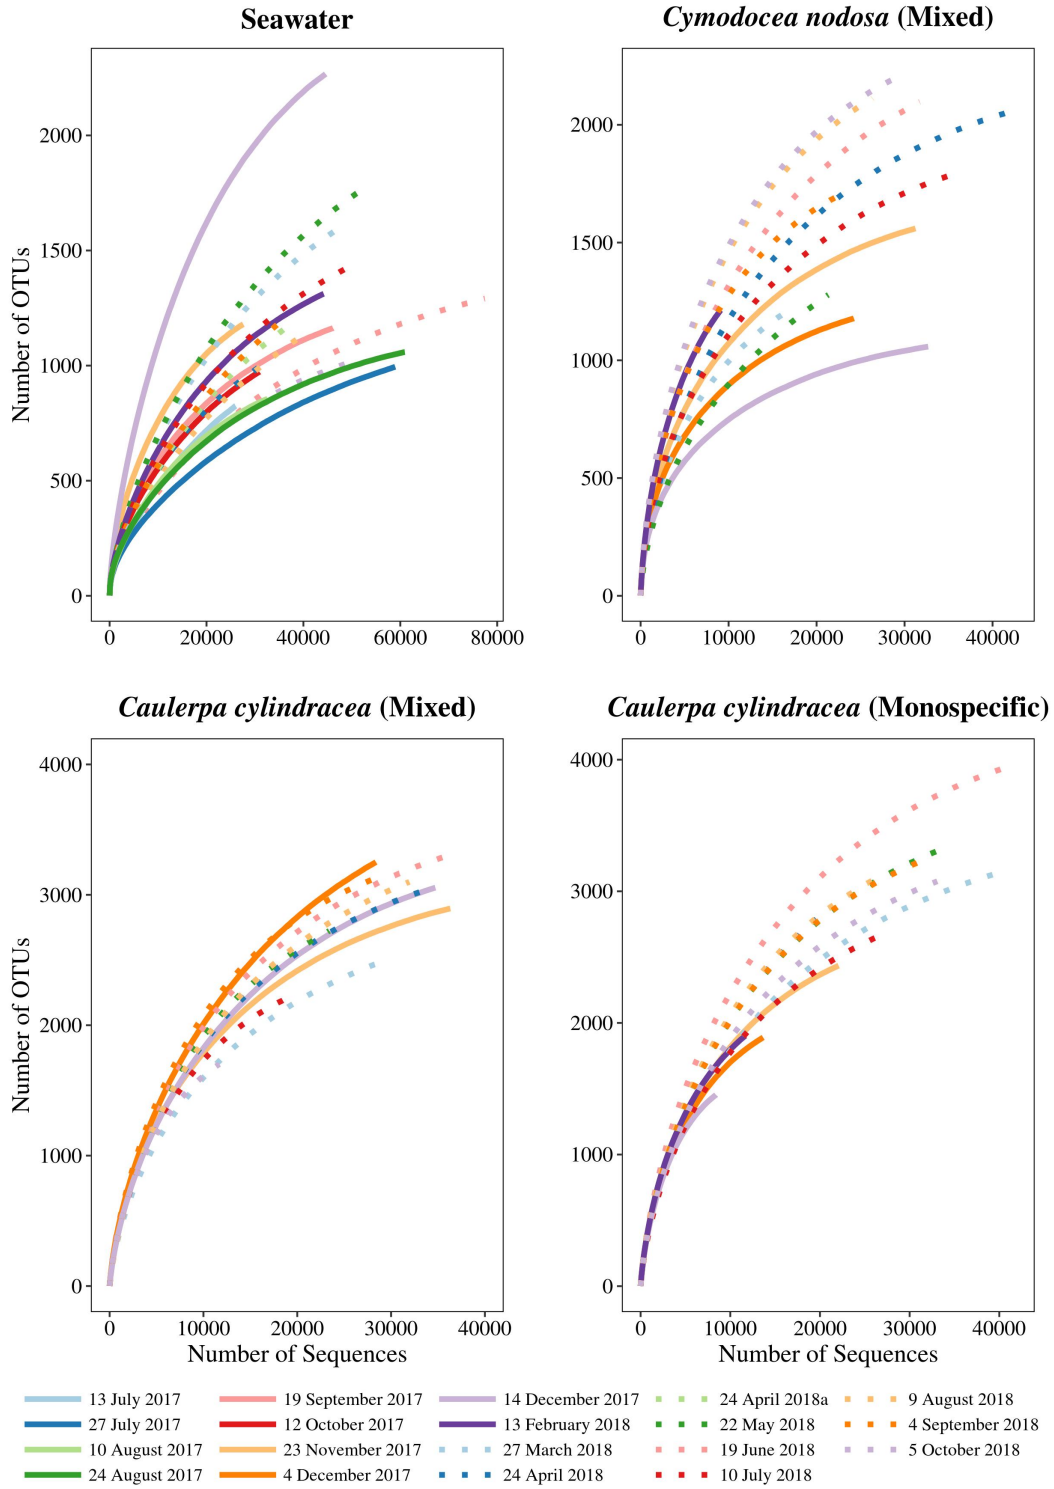 Seawater
Cymodocea nodosa (Mixed)
Number of OTUs
2000
1500
1000
500
0
0 20000 40000 60000 80000
2000
1500
1000
500
0
0 10000 20000 30000 40000
Caulerpa cylindracea (Mixed)
Caulerpa cylindracea (Monospecific)
Number of OTUs
4000
3000
2000
1000
0
0 10000 20000 30000 40000
Number of Sequences
4000
3000
2000
1000
0
0 10000 20000 30000 40000
Number of Sequences
13 July 2017
27 July 2017
10 August 2017
24 August 2017
19 September 2017
12 October 2017
23 November 2017
4 December 2017
14 December 2017
13 February 2018
27 March 2018
24 April 2018
24 April 2018a
22 May 2018
19 June 2018
10 July 2018
9 August 2018
4 September 2018
5 October 2018